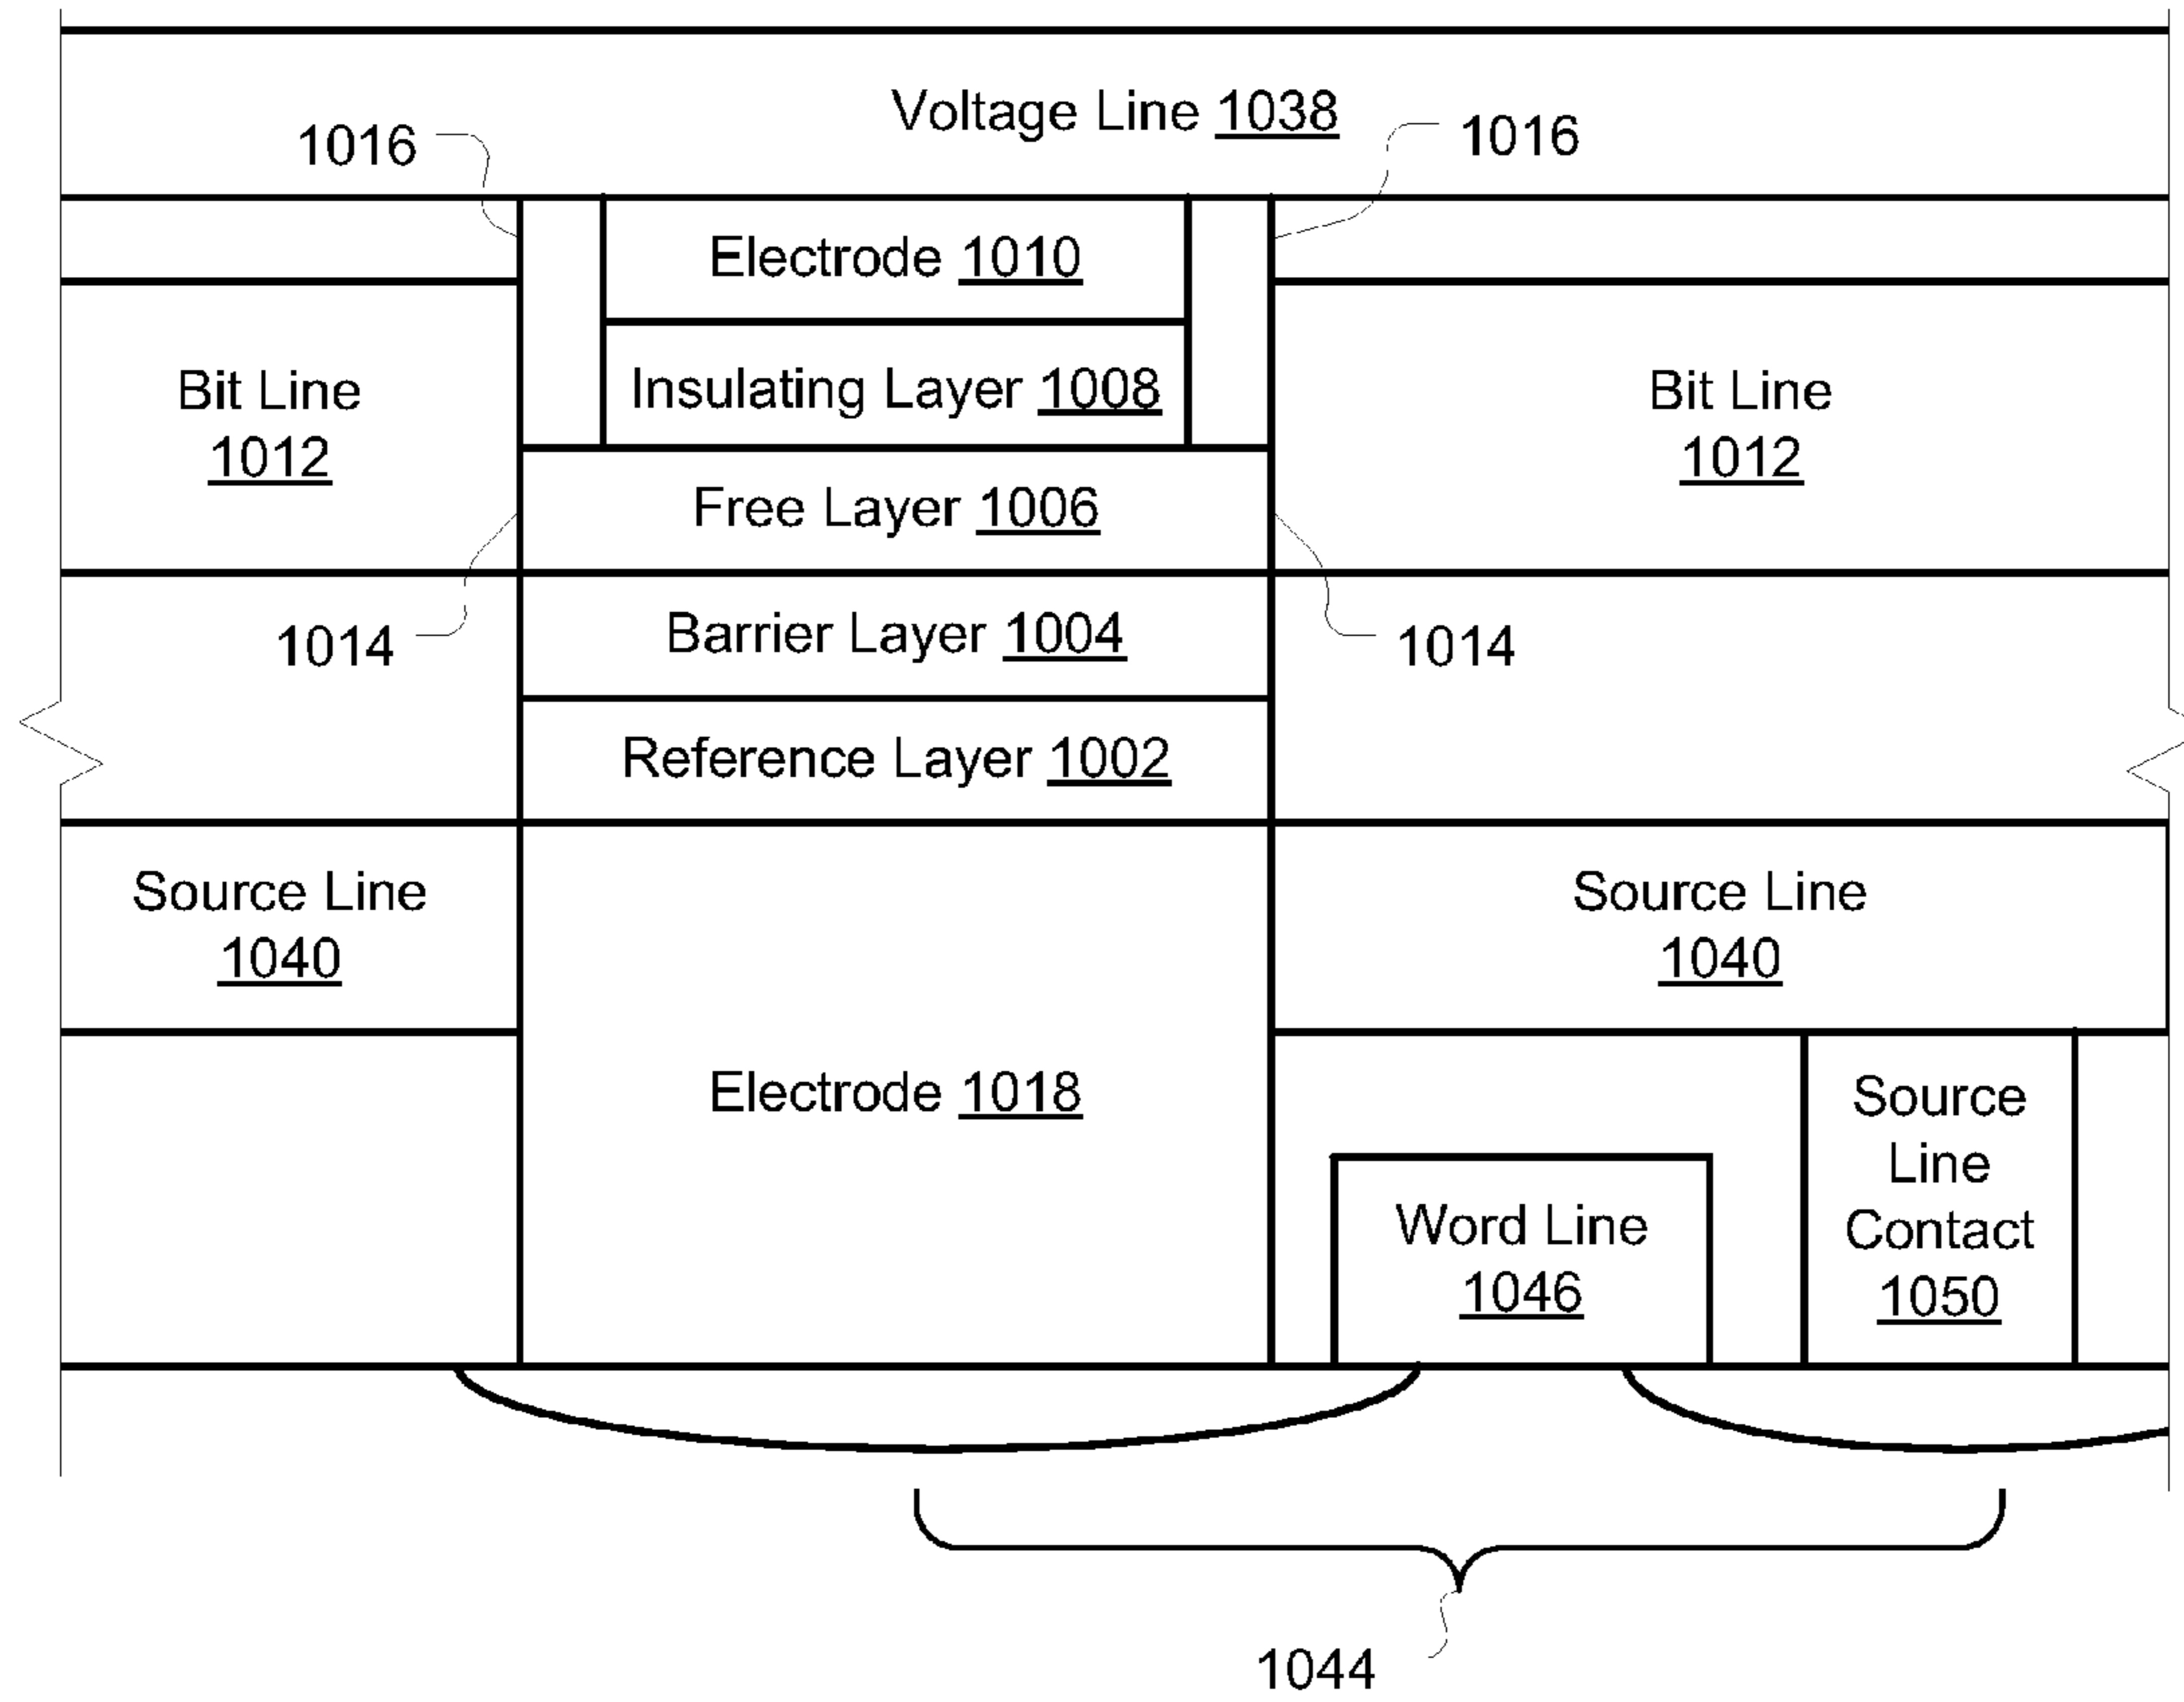 Voltage Line 1038
1016
1016
Electrode 1010
Insulating Layer 1008
Bit Line
1012
Bit Line
1012
Free Layer 1006
1014
Barrier Layer 1004
1014
Reference Layer 1002
Source Line
1040
Source Line
1040
Electrode 1018
Source
Line
Contact
1050
Word Line
1046
1044